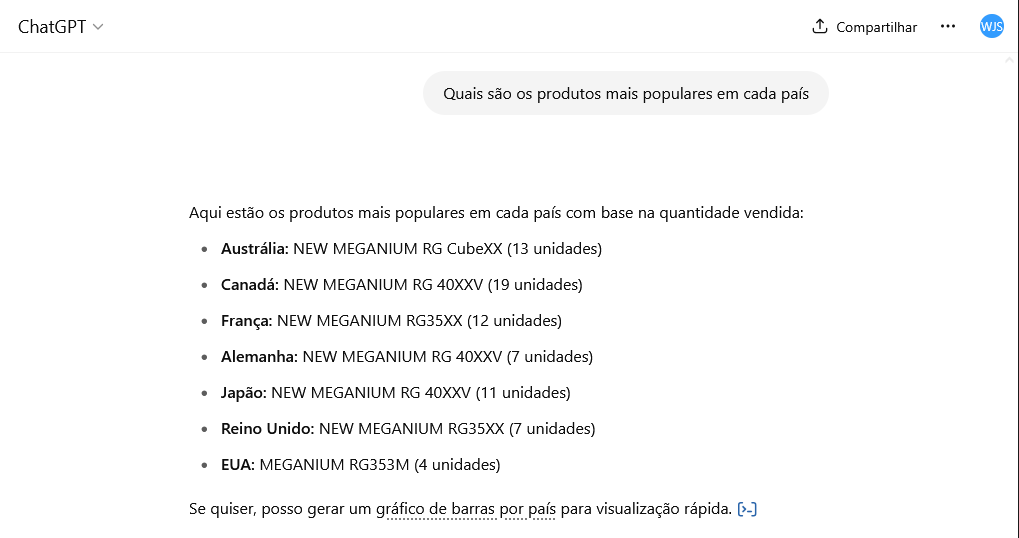 ChatGPT
Compartilhar
WJS
Quais são os produtos mais populares em cada país
Aqui estão os produtos mais populares em cada país com base na quantidade vendida:
Austrália: NEW MEGANIUM RG CubeXX (13 unidades)
Canadá: NEW MEGANIUM RG 40XXV (19 unidades)
França: NEW MEGANIUM RG35XX (12 unidades)
Alemanha: NEW MEGANIUM RG 40XXV (7 unidades)
Japão: NEW MEGANIUM RG 40XXV (11 unidades)
Reino Unido: NEW MEGANIUM RG35XX (7 unidades)
EUA: MEGANIUM RG353M (4 unidades)
Se quiser, posso gerar um gráfico de barras por país para visualização rápida.